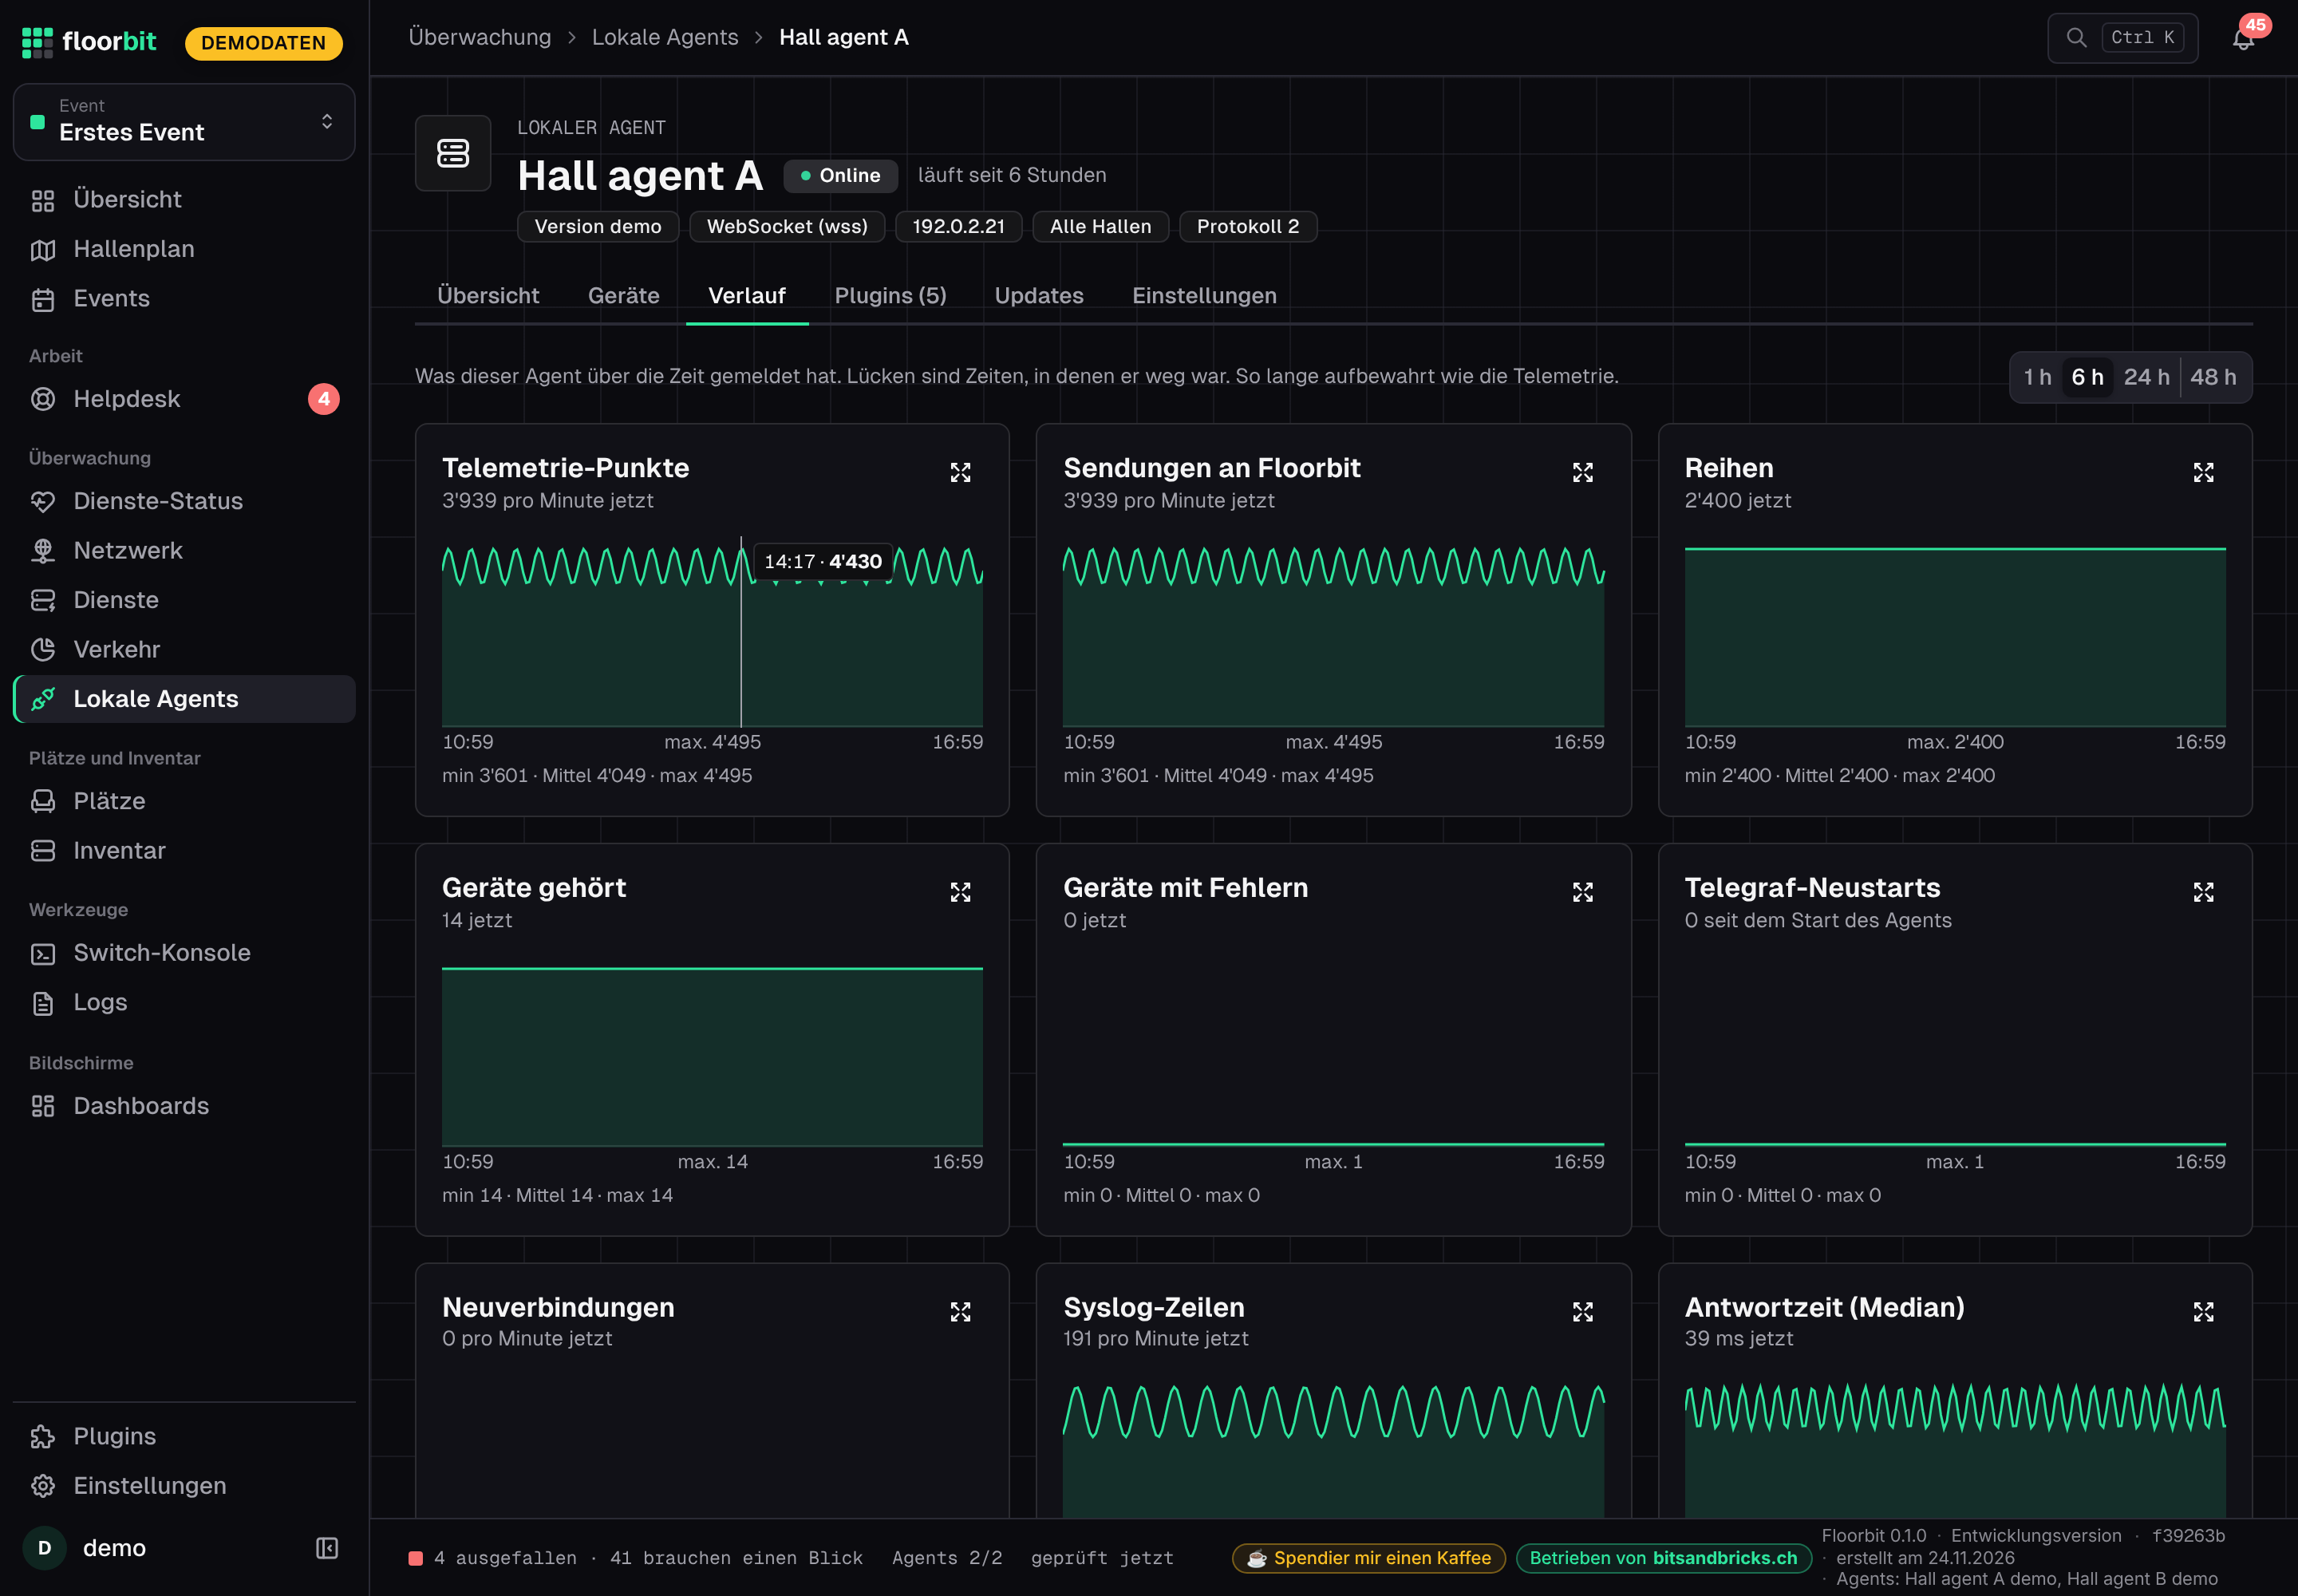 floorbit DEMODATEN
Event
Erstes Event
Übersicht
Hallenplan
Events
Arbeit
Helpdesk 4
Überwachung
Dienste-Status
Netzwerk
Dienste
Verkehr
Lokale Agents
Plätze und Inventar
Plätze
Inventar
Werkzeuge
Switch-Konsole
Logs
Bildschirme
Dashboards
Plugins
Einstellungen
D demo
Überwachung > Lokale Agents > Hall agent A
Ctrl K
45
LOKALER AGENT
Hall agent A Online läuft seit 6 Stunden
Version demo WebSocket (wss) 192.0.2.21 Alle Hallen Protokoll 2
Übersicht Geräte Verlauf Plugins (5) Updates Einstellungen
Was dieser Agent über die Zeit gemeldet hat. Lücken sind Zeiten, in denen er weg war. So lange aufbewahrt wie die Telemetrie.
1 h 6 h 24 h 48 h
Telemetrie-Punkte
3'939 pro Minute jetzt
14:17 · 4'430
10:59 max. 4'495 16:59
min 3'601 · Mittel 4'049 · max 4'495
Sendungen an Floorbit
3'939 pro Minute jetzt
10:59 max. 4'495 16:59
min 3'601 · Mittel 4'049 · max 4'495
Reihen
2'400 jetzt
10:59 max. 2'400 16:59
min 2'400 · Mittel 2'400 · max 2'400
Geräte gehört
14 jetzt
10:59 max. 14 16:59
min 14 · Mittel 14 · max 14
Geräte mit Fehlern
0 jetzt
10:59 max. 1 16:59
min 0 · Mittel 0 · max 0
Telegraf-Neustarts
0 seit dem Start des Agents
10:59 max. 1 16:59
min 0 · Mittel 0 · max 0
Neuverbindungen
0 pro Minute jetzt
Syslog-Zeilen
191 pro Minute jetzt
Antwortzeit (Median)
39 ms jetzt
4 ausgefallen · 41 brauchen einen Blick Agents 2/2 geprüft jetzt
☕ Spendier mir einen Kaffee
Betrieben von bitsandbricks.ch
Floorbit 0.1.0 · Entwicklungsversion · f39263b
· erstellt am 24.11.2026
· Agents: Hall agent A demo, Hall agent B demo